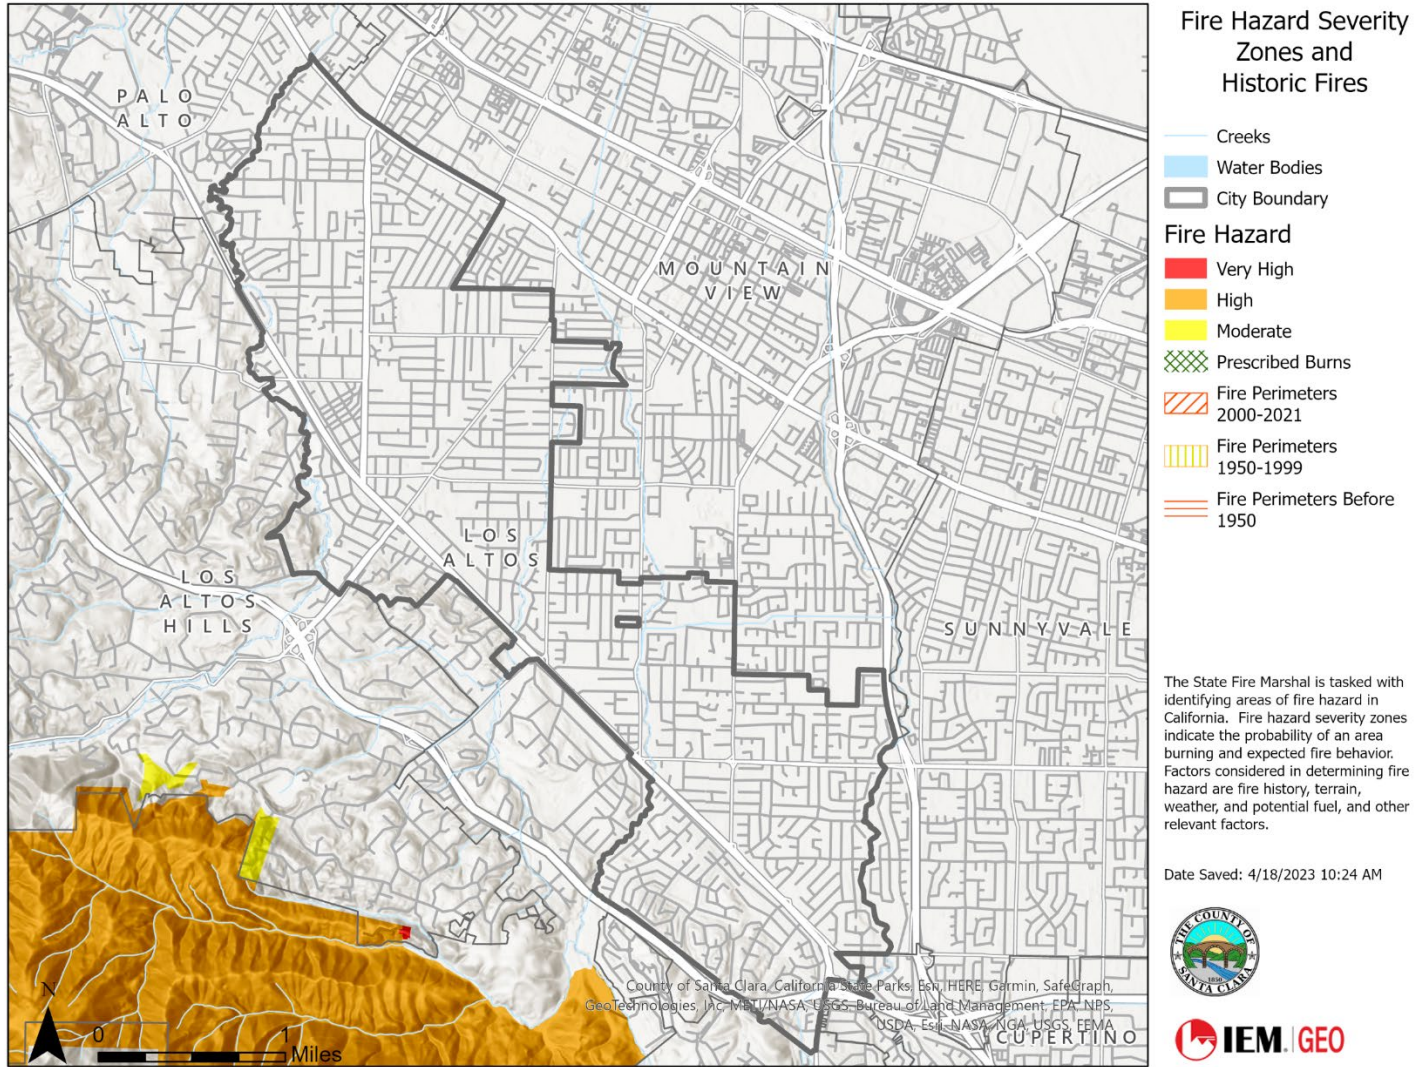 Fire Hazard Severity
Zones and
Historic Fires
Creeks
Water Bodies
City Boundary
Fire Hazard
Very High
High
Moderate
Prescribed Burns
Fire Perimeters
2000-2021
Fire Perimeters
1950-1999
Fire Perimeters Before
1950
The State Fire Marshal is tasked with
identifying areas of fire hazard in
California. Fire hazard severity zones
indicate the probability of an area
burning and expected fire behavior.
Factors considered in determining fire
hazard are fire history, terrain,
weather, and potential fuel, and other
relevant factors.
Date Saved: 4/18/2023 10:24 AM
THE COUNTY OF
SANTA CLARA
1850
IEM. GEO
PALO
ALTO
MOUNTAIN
VIEW
LOS
ALTOS
LOS
ALTOS
HILLS
SUNNYVALE
County of Santa Clara, California State Parks, Esri, HERE, Garmin, SafeGraph,
GeoTechnologies, Inc, METI/NASA, USGS, Bureau of Land Management, EPA, NPS,
USDA, Esri, NASA, NGA, USGS, FEMA
CUPERTINO
N
0 1
Miles